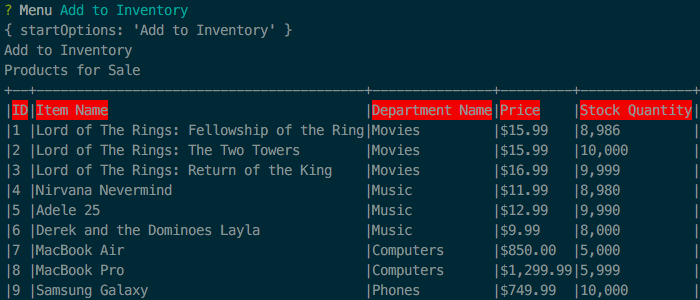 ? Menu Add to Inventory
{ startOptions: 'Add to Inventory' }
Add to Inventory
Products for Sale
|ID|Item Name|Department Name|Price|Stock Quantity|
|1 |Lord of The Rings: Fellowship of the Ring|Movies|$15.99|8,986|
|2 |Lord of The Rings: The Two Towers|Movies|$15.99|10,000|
|3 |Lord of The Rings: Return of the King|Movies|$16.99|9,999|
|4 |Nirvana Nevermind|Music|$11.99|8,980|
|5 |Adele 25|Music|$12.99|9,990|
|6 |Derek and the Dominoes Layla|Music|$9.99|8,000|
|7 |MacBook Air|Computers|$850.00|5,000|
|8 |MacBook Pro|Computers|$1,299.99|5,999|
|9 |Samsung Galaxy|Phones|$749.99|10,000|